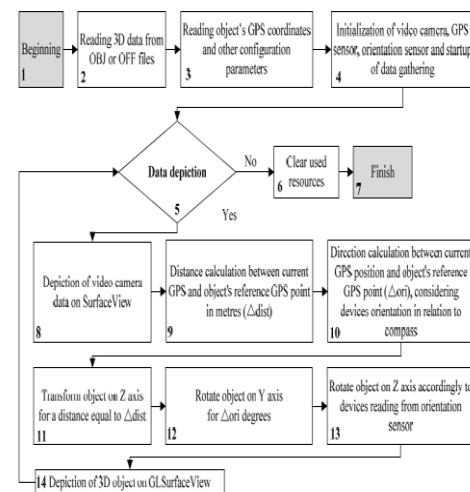 Beginning
1
Reading 3D data from
OBJ or OFF files
2
Reading object's GPS coordinates
and other configuration
parameters
3
Initialization of video camera, GPS
sensor, orientation sensor and startup
of data gathering
4
Data depiction
5
No
Clear used
resources
6
Finish
7
Yes
Depiction of video camera
data on SurfaceView
8
Distance calculation between current
GPS and object's reference GPS point
in metres (△dist)
9
Direction calculation between current
GPS position and object's reference
GPS point (△ori), considering
devices orientation in relation to
compass
10
Transform object on Z axis
for a distance equal to △dist
11
Rotate object on Y axis
for △ori degrees
12
Rotate object on Z axis accordingly to
devices reading from orientation
sensor
13
14 Depiction of 3D object on GLSurfaceView